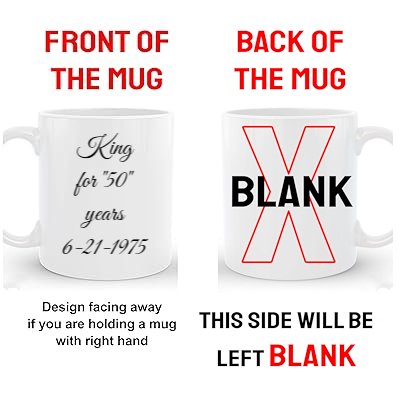 FRONT OF
THE MUG
King
for "50"
years
6-21-1975
Design facing away
if you are holding a mug
with right hand
BACK OF
THE MUG
X
BLANK
THIS SIDE WILL BE
LEFT BLANK